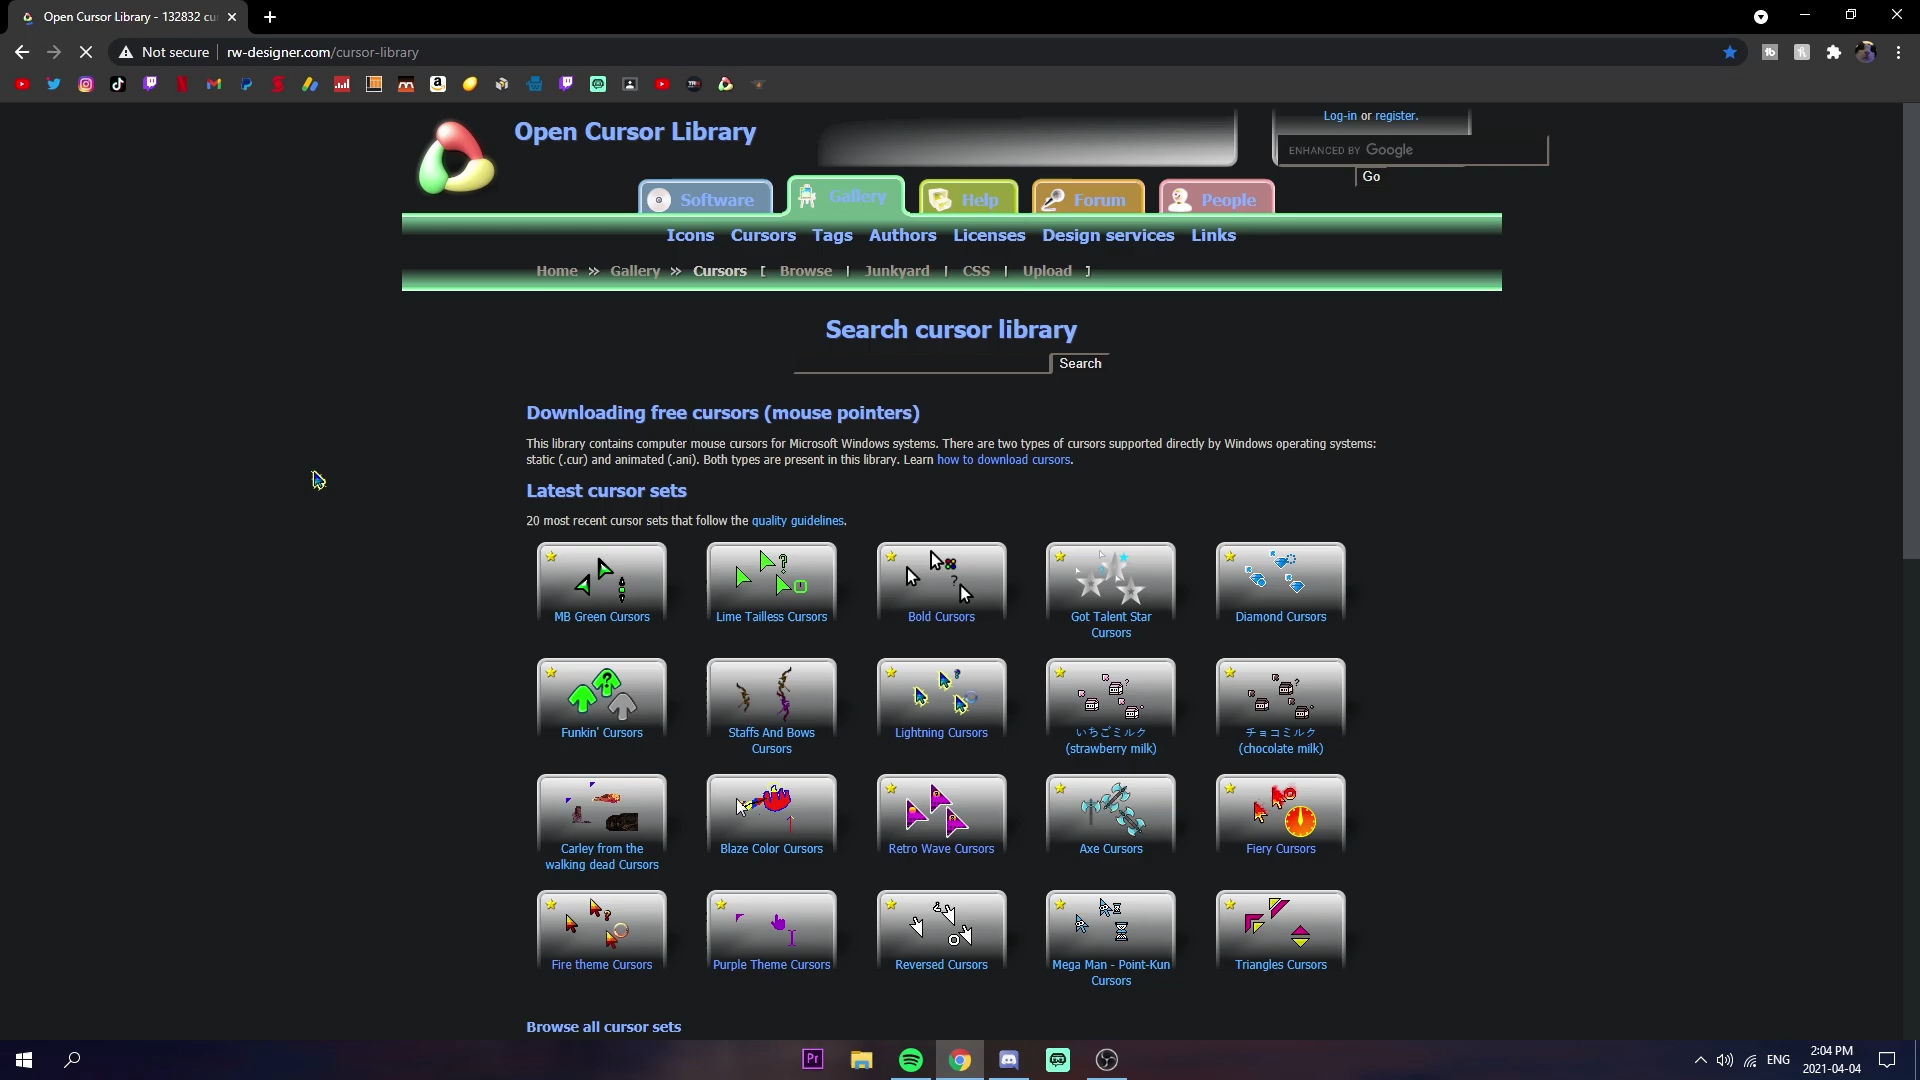 Open Cursor Library - 132832 cu
Not secure
rw-designer.com/cursor-library
Open Cursor Library
Log-in or register.
ENHANCED BY Google
Go
Software
Gallery
Help
Forum
People
Icons Cursors Tags Authors Licenses Design services Links
Home » Gallery » Cursors [ Browse | Junkyard | CSS | Upload ]
Search cursor library
Search
Downloading free cursors (mouse pointers)
This library contains computer mouse cursors for Microsoft Windows systems. There are two types of cursors supported directly by Windows operating systems:
static (.cur) and animated (.ani). Both types are present in this library. Learn how to download cursors.
Latest cursor sets
20 most recent cursor sets that follow the quality guidelines.
MB Green Cursors
Lime Tailless Cursors
Bold Cursors
Got Talent Star
Cursors
Diamond Cursors
Funkin' Cursors
Staffs And Bows
Cursors
Lightning Cursors
いちごミルク
(strawberry milk)
チョコミルク
(chocolate milk)
Carley from the
walking dead Cursors
Blaze Color Cursors
Retro Wave Cursors
Axe Cursors
Fiery Cursors
Fire theme Cursors
Purple Theme Cursors
Reversed Cursors
Mega Man - Point-Kun
Cursors
Triangles Cursors
Browse all cursor sets
Pr
ENG
2:04 PM
2021-04-04